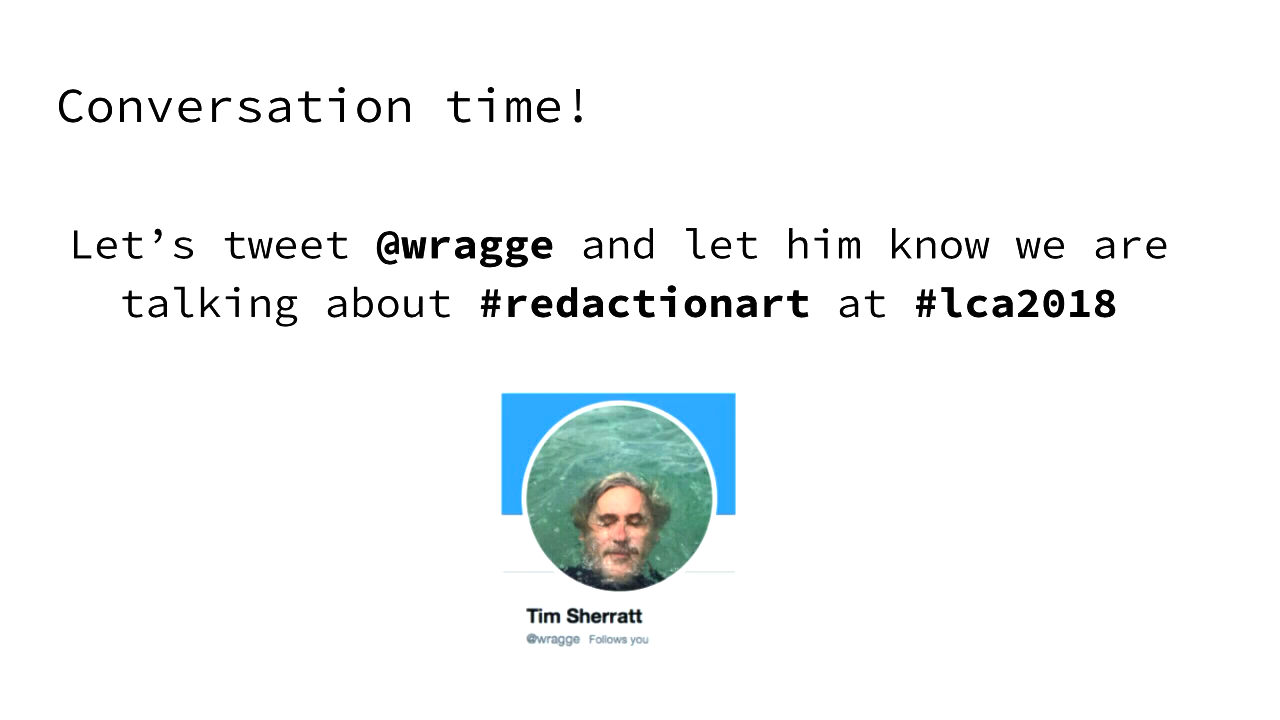 Conversation time!
Let’s tweet @wragge and let him know we are
talking about #redactionart at #lca2018
Tim Sherratt
@wragge Follows you